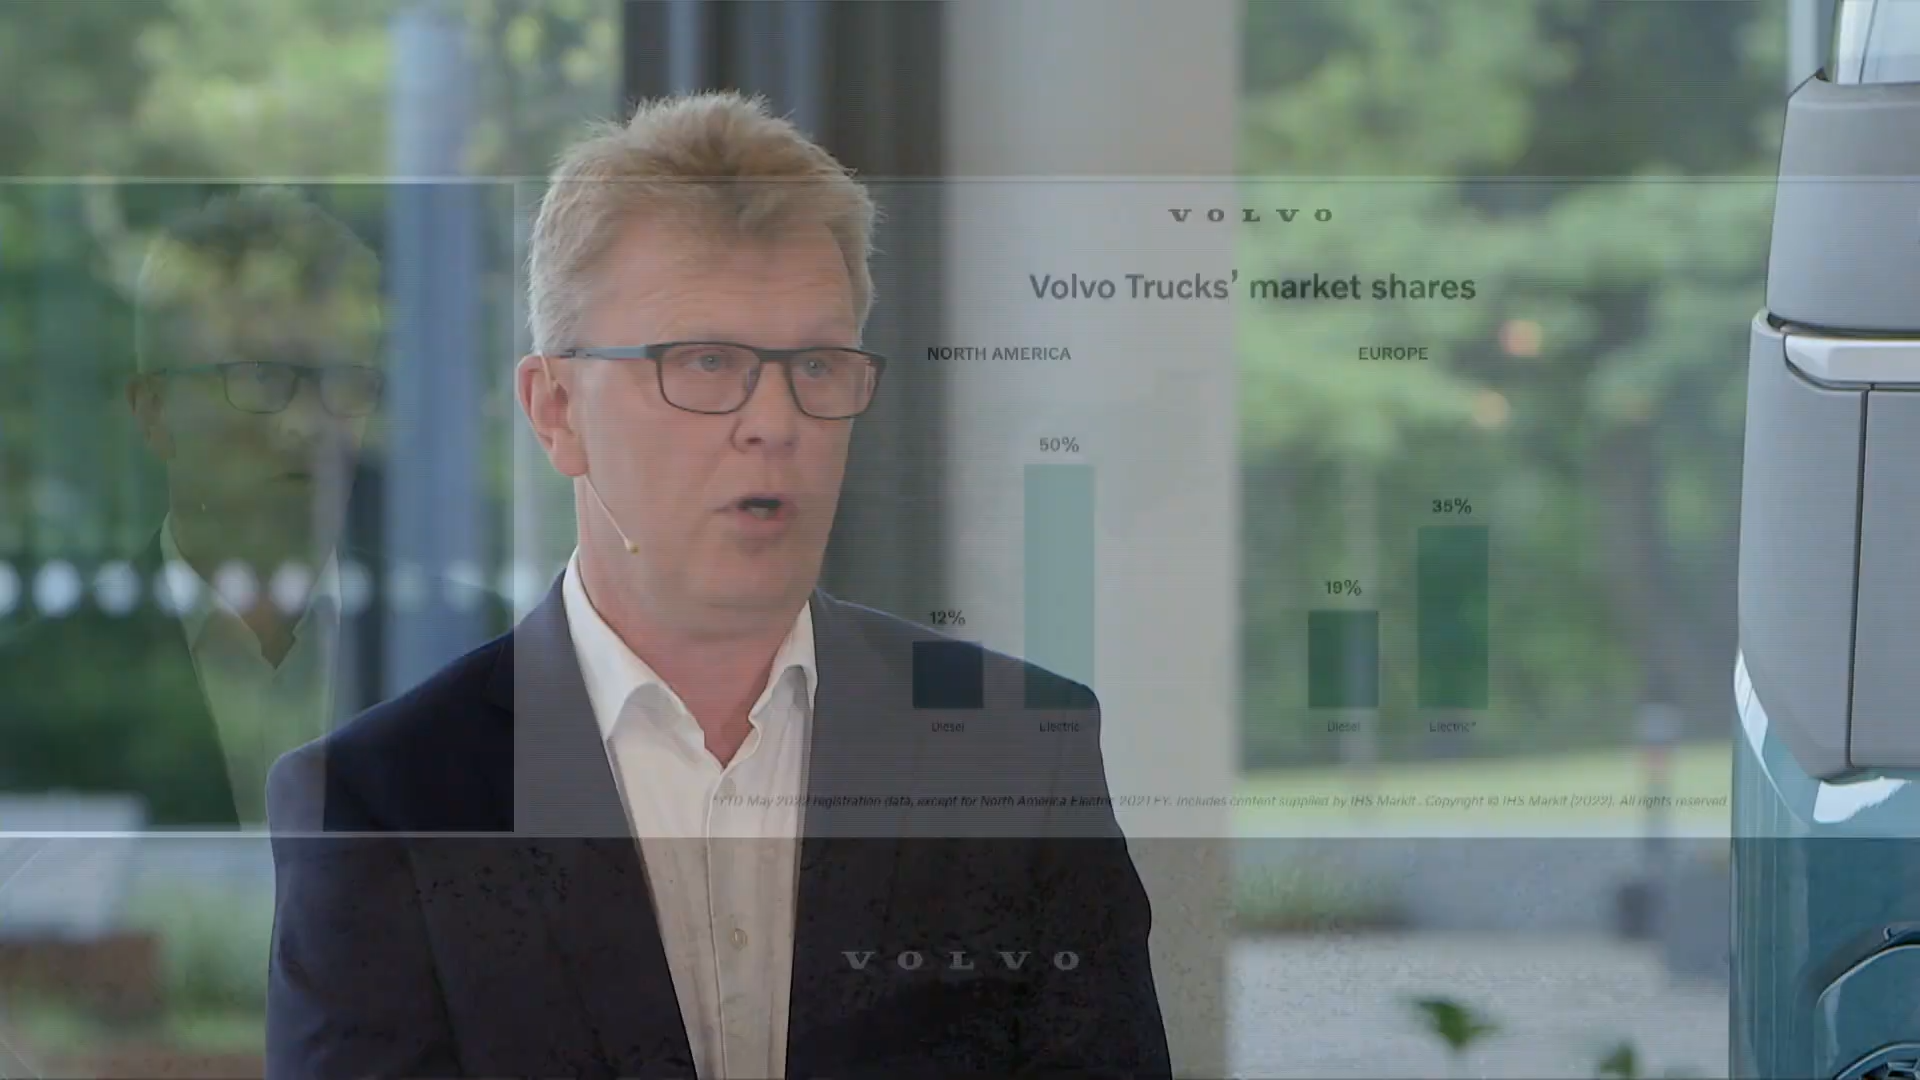 VOLVO
Volvo Trucks’ market shares
NORTH AMERICA
EUROPE
50%
35%
19%
12%
Diesel
Electric
Diesel
Electric*
*YTD May 2022 registration data, except for North America Electric 2021 FY. Includes content supplied by IHS Markit. Copyright © IHS Markit (2022). All rights reserved
VOLVO